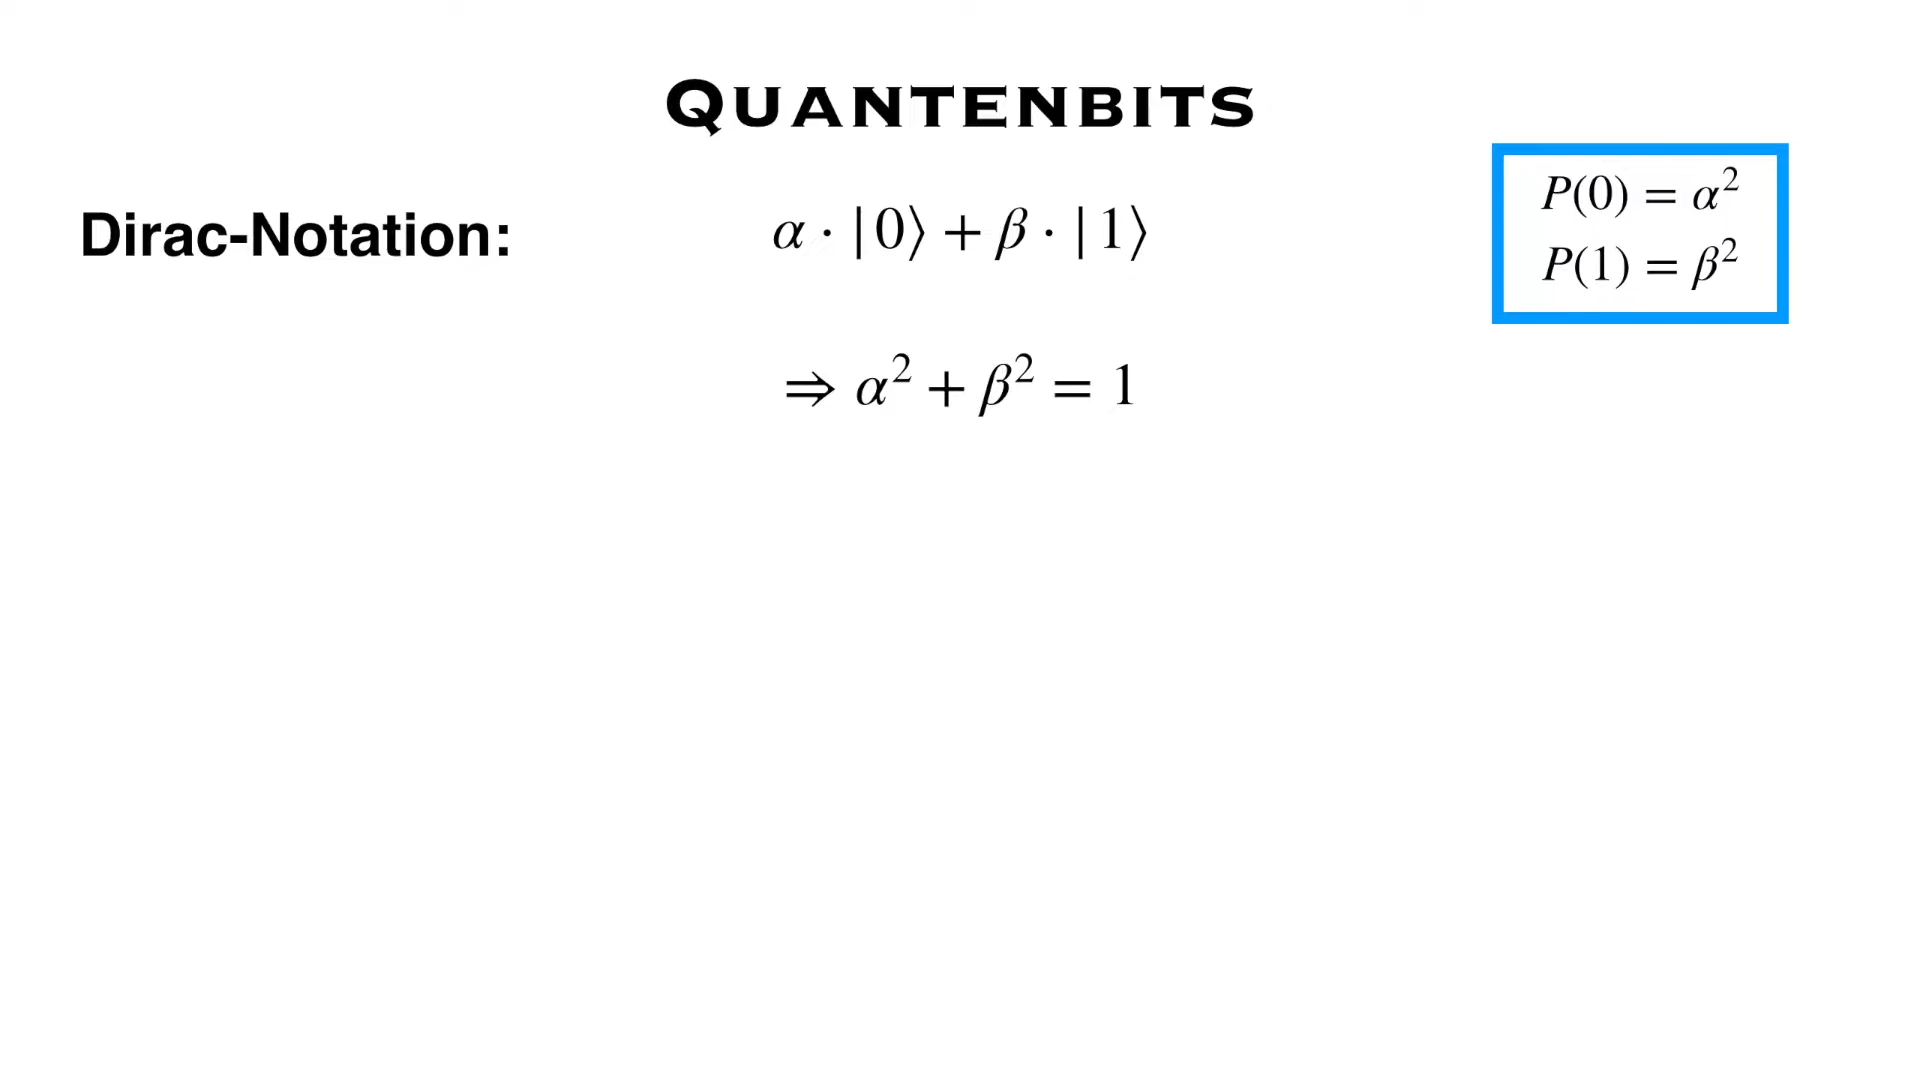 QUANTENBITS
Dirac-Notation: α · |0⟩ + β · |1⟩
P(0) = α²
P(1) = β²
⇒ α² + β² = 1